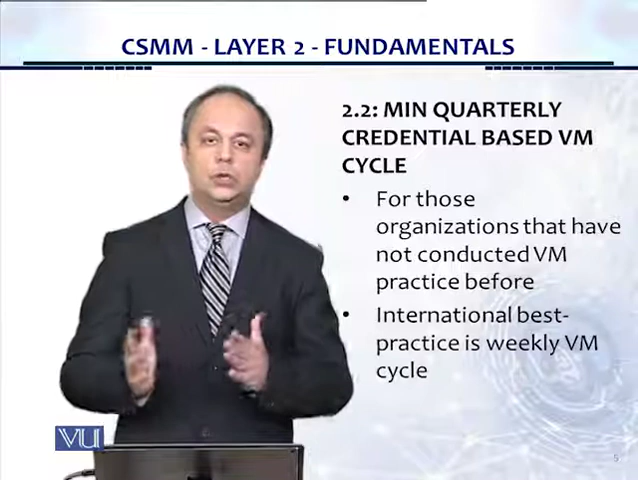 CSMM - LAYER 2 - FUNDAMENTALS
2.2: MIN QUARTERLY
CREDENTIAL BASED VM
CYCLE
• For those
organizations that have
not conducted VM
practice before
• International best-
practice is weekly VM
cycle
VU
5